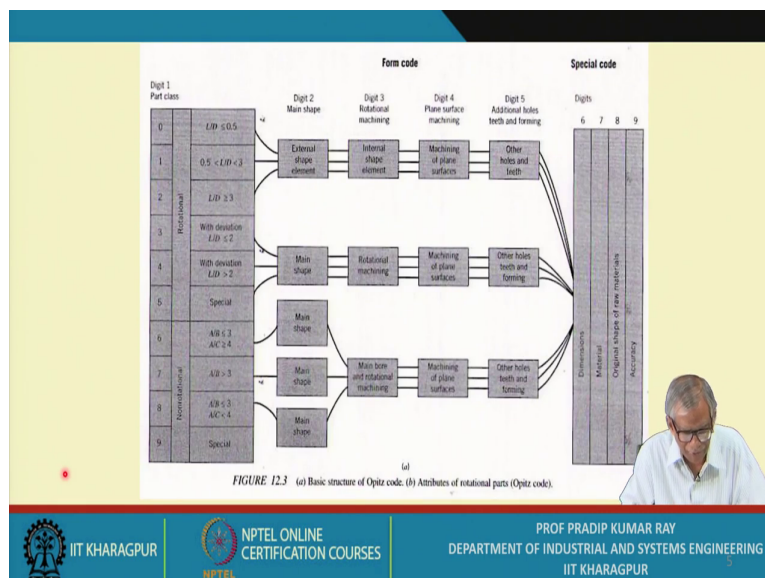 Form code
Special code
Digit 1
Part class
Digit 2
Main shape
Digit 3
Rotational
machining
Digit 4
Plane surface
machining
Digit 5
Additional holes
teeth and forming
Digits
6 7 8 9
Rotational
Nonrotational
0
L/D ≤ 0.5
1
0.5 < L/D < 3
2
L/D ≥ 3
3
With deviation
L/D ≤ 2
4
With deviation
L/D > 2
5
Special
6
A/B ≤ 3
A/C ≥ 4
7
A/B > 3
8
A/B ≤ 3
A/C < 4
9
Special
External
shape
element
Internal
shape
element
Machining
of plane
surfaces
Other
holes and
teeth
Main
shape
Rotational
machining
Machining
of plane
surfaces
Other holes
teeth and
forming
Main
shape
Main
shape
Main
shape
Main bore
and rotational
machining
Machining
of plane
surfaces
Other holes
teeth and
forming
Dimensions
Material
Original shape of raw materials
Accuracy
(a)
FIGURE 12.3 (a) Basic structure of Opitz code. (b) Attributes of rotational parts (Opitz code).
IIT KHARAGPUR
NPTEL
NPTEL ONLINE
CERTIFICATION COURSES
PROF PRADIP KUMAR RAY
DEPARTMENT OF INDUSTRIAL AND SYSTEMS ENGINEERING
IIT KHARAGPUR
5